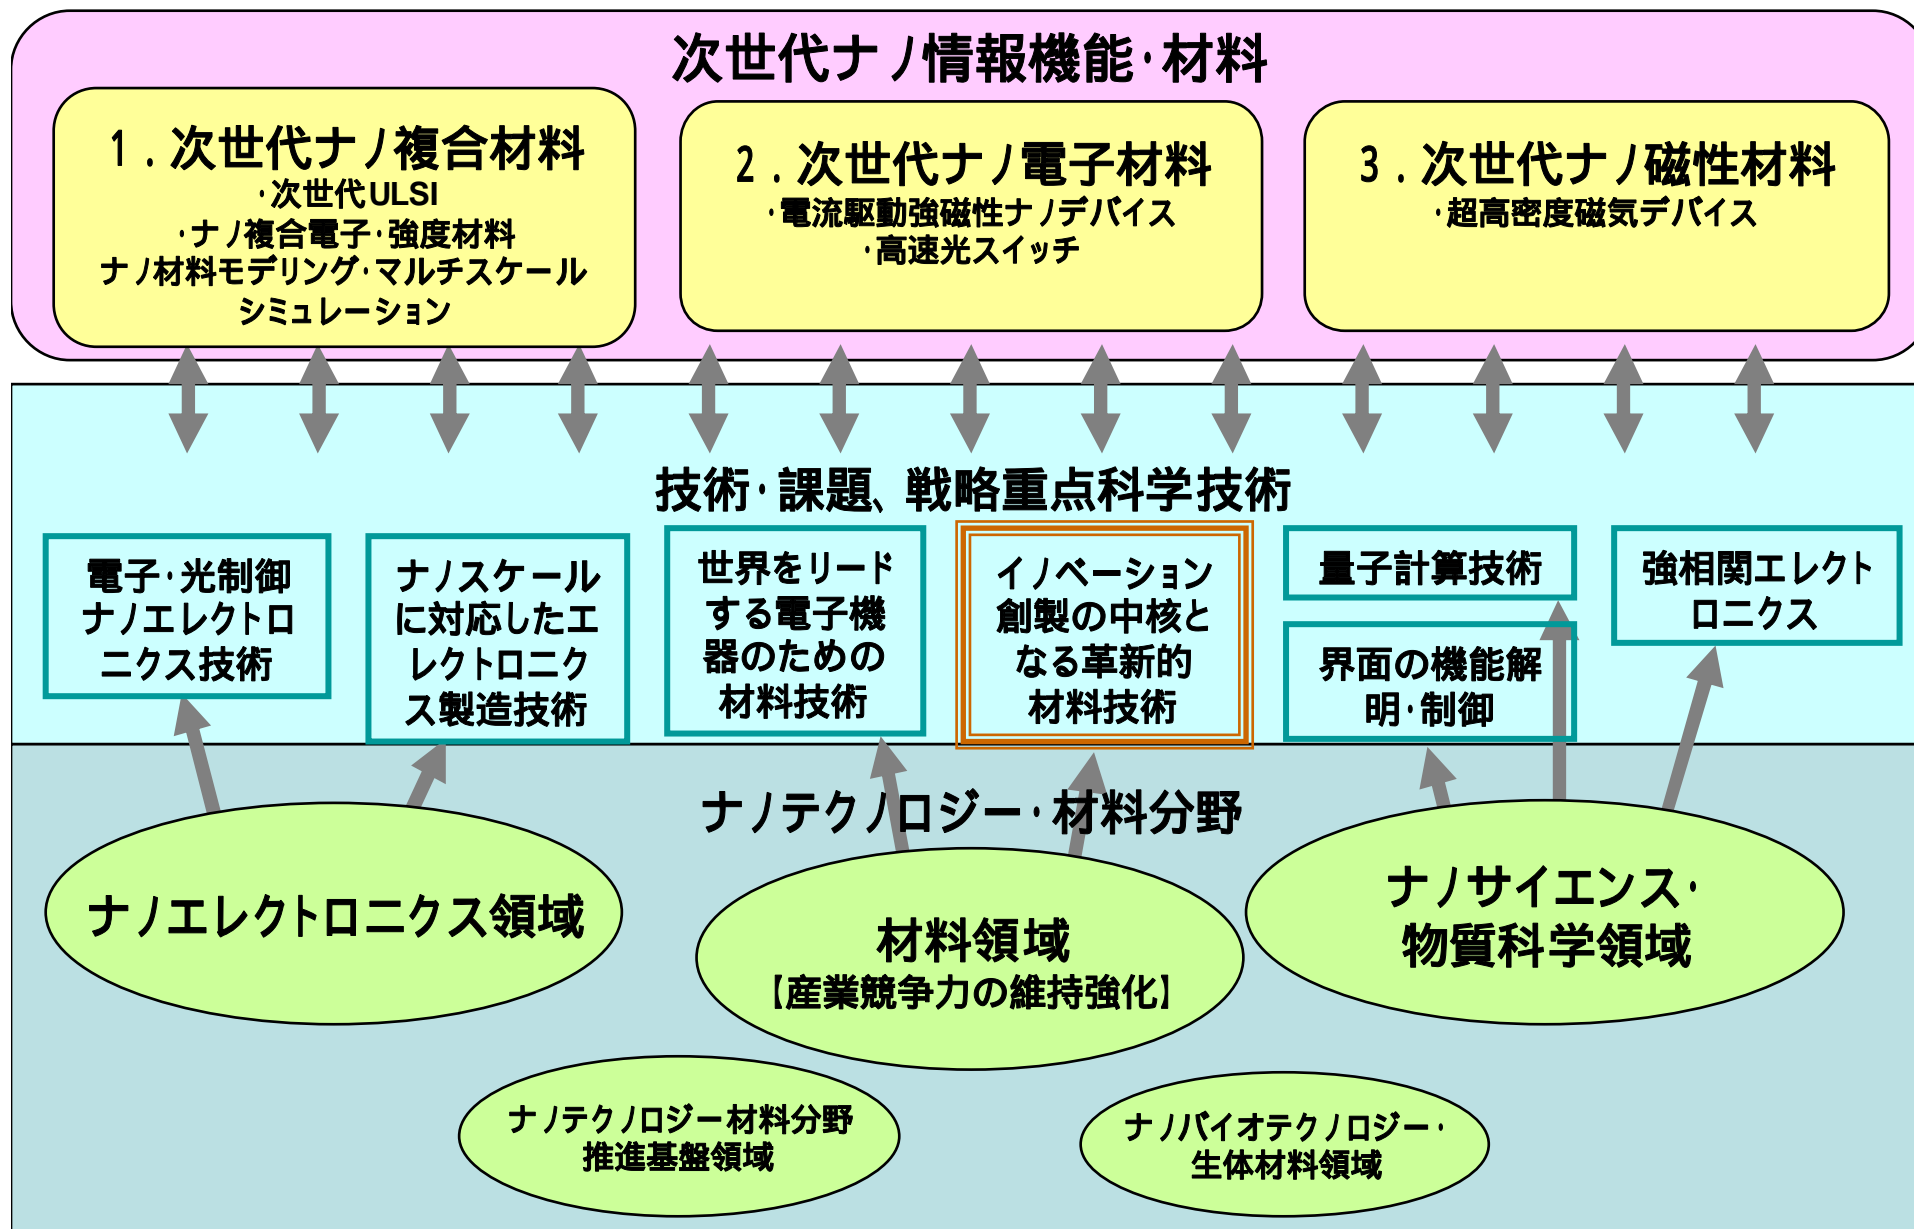 次世代ナノ情報機能・材料
1．次世代ナノ複合材料
・次世代ULSI
・ナノ複合電子・強度材料
ナノ材料モデリング・マルチスケール
シミュレーション
2．次世代ナノ電子材料
・電流駆動強磁性ナノデバイス
・高速光スイッチ
3．次世代ナノ磁性材料
・超高密度磁気デバイス
技術・課題、戦略重点科学技術
電子・光制御
ナノエレクトロ
ニクス技術
ナノスケール
に対応したエ
レクトロニク
ス製造技術
世界をリード
する電子機
器のための
材料技術
イノベーション
創製の中核と
なる革新的
材料技術
量子計算技術
界面の機能解
明・制御
強相関エレクト
ロニクス
ナノテクノロジー・材料分野
ナノエレクトロニクス領域
材料領域
【産業競争力の維持強化】
ナノサイエンス・
物質科学領域
ナノテクノロジー材料分野
推進基盤領域
ナノバイオテクノロジー・
生体材料領域